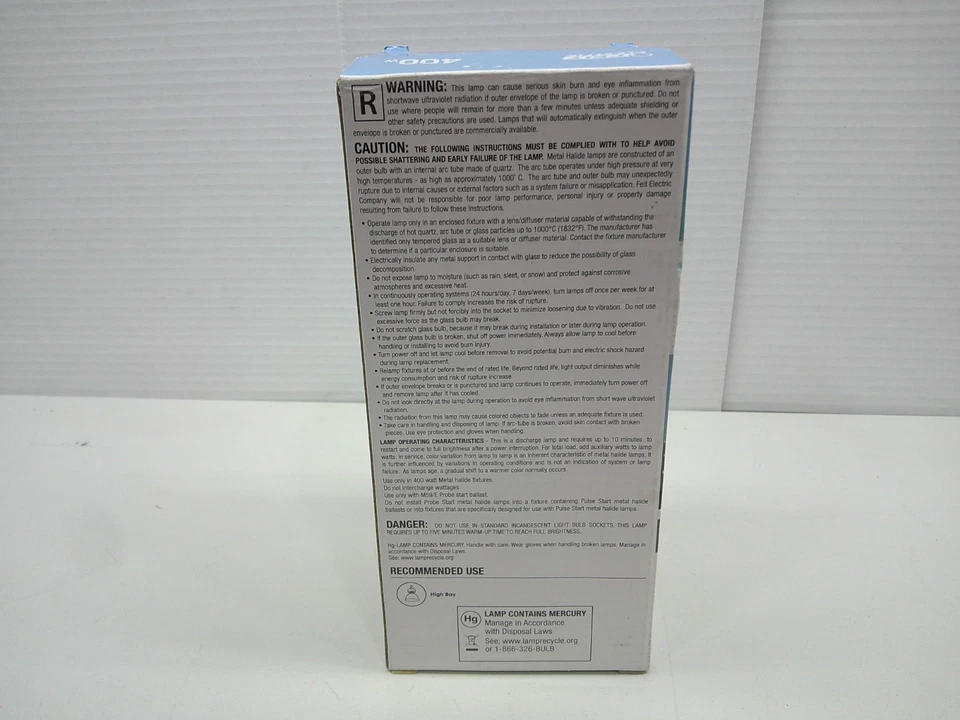 400W
R
WARNING: This lamp can cause serious skin burn and eye inflammation from
shortwave ultraviolet radiation if outer envelope of the lamp is broken or punctured. Do not
use where people will remain for more than a few minutes unless adequate shielding or
other safety precautions are used. Lamps that will automatically extinguish when the outer
envelope is broken or punctured are commercially available.
CAUTION: THE FOLLOWING INSTRUCTIONS MUST BE COMPLIED WITH TO HELP AVOID
POSSIBLE SHATTERING AND EARLY FAILURE OF THE LAMP. Metal Halide lamps are constructed of an
outer bulb with an internal arc tube made of quartz. The arc tube operates under high pressure at very
high temperatures - as high as approximately 1000° C. The arc tube and outer bulb may unexpectedly
rupture due to internal causes or external factors such as a system failure or misapplication. Feit Electric
Company will not be responsible for poor lamp performance, personal injury or property damage
resulting from failure to follow these instructions.
• Operate lamp only in an enclosed fixture with a lens/diffuser material capable of withstanding the
discharge of hot quartz, arc tube or glass particles up to 1000°C (1832°F). The manufacturer has
identified only tempered glass as a suitable lens or diffuser material. Contact the fixture manufacturer
to determine if a particular enclosure is suitable.
• Electrically insulate any metal support in contact with glass to reduce the possibility of glass
decomposition.
• Do not expose lamp to moisture (such as rain, sleet, or snow) and protect against corrosive
atmospheres and excessive heat.
• In continuously operating systems (24 hours/day, 7 days/week), turn lamps off once per week for at
least one hour. Failure to comply increases the risk of rupture.
• Screw lamp firmly but not forcibly into the socket to minimize loosening due to vibration. Do not use
excessive force as the glass bulb may break.
• Do not scratch glass bulb, because it may break during installation or later during lamp operation.
• If the outer glass bulb is broken, shut off power immediately. Always allow lamp to cool before
handling or installing to avoid burn injury.
• Turn power off and let lamp cool before removal to avoid potential burn and electric shock hazard
during lamp replacement.
• Relamp fixtures at or before the end of rated life. Beyond rated life, light output diminishes while
energy consumption and risk of rupture increase.
• If outer envelope breaks or is punctured and lamp continues to operate, immediately turn power off
and remove lamp after it has cooled.
• Do not look directly at the lamp during operation to avoid eye inflammation from short wave ultraviolet
radiation.
• The radiation from this lamp may cause colored objects to fade unless an adequate fixture is used.
• Take care in handling and disposing of lamp. If arc-tube is broken, avoid skin contact with broken
pieces. Use eye protection and gloves when handling.
LAMP OPERATING CHARACTERISTICS - This is a discharge lamp and requires up to 10 minutes to
restart and come to full brightness after a power interruption. For total load, add auxiliary watts to lamp
watts. In service, color variation from lamp to lamp is an inherent characteristic of metal halide lamps. It
is further influenced by variations in operating conditions and is not an indication of system or lamp
failure. As lamps age, a gradual shift to a warmer color normally occurs.
Use only in 400 watt Metal halide fixtures.
Do not interchange wattages
Use only with M59/E Probe start ballast.
Do not install Probe Start metal halide lamps into a fixture containing Pulse Start metal halide
ballasts or into fixtures that are specifically designed for use with Pulse Start metal halide lamps.
DANGER: DO NOT USE IN STANDARD INCANDESCENT LIGHT BULB SOCKETS. THIS LAMP
REQUIRES UP TO FIVE MINUTES WARM-UP TIME TO REACH FULL BRIGHTNESS.
Hg-LAMP CONTAINS MERCURY, Handle with care. Wear gloves when handling broken lamps. Manage in
accordance with Disposal Laws.
See: www.lamprecycle.org
RECOMMENDED USE
High Bay
Hg
LAMP CONTAINS MERCURY
Manage in Accordance
with Disposal Laws
See: www.lamprecycle.org
or 1-866-326-BULB